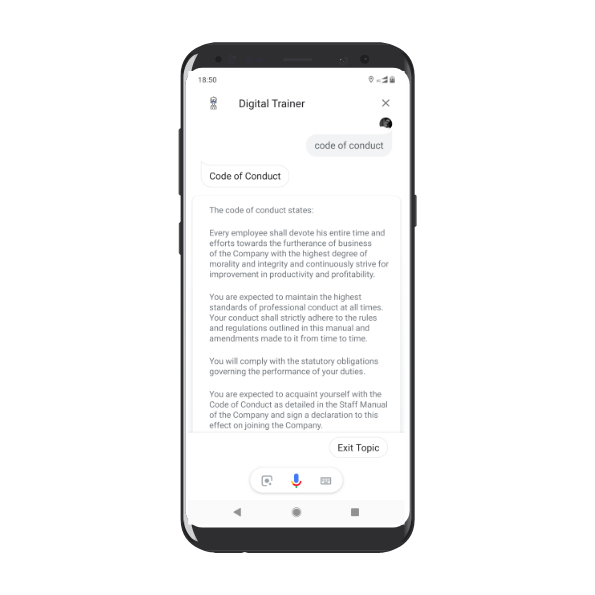 18:50
Digital Trainer
code of conduct
Code of Conduct
The code of conduct states:
Every employee shall devote his entire time and
efforts towards the furtherance of business
of the Company with the highest degree of
morality and integrity and continuously strive for
improvement in productivity and profitability.
You are expected to maintain the highest
standards of professional conduct at all times.
Your conduct shall strictly adhere to the rules
and regulations outlined in this manual and
amendments made to it from time to time.
You will comply with the statutory obligations
governing the performance of your duties.
You are expected to acquaint yourself with the
Code of Conduct as detailed in the Staff Manual
of the Company and sign a declaration to this
effect on joining the Company.
Exit Topic